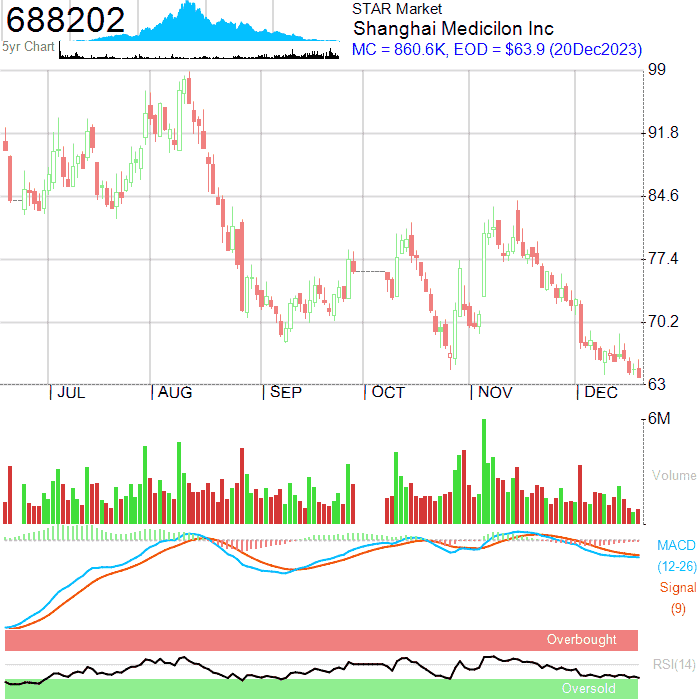 688202
STAR Market
Shanghai Medicilon Inc
5yr Chart
MC = 860.6K, EOD = $63.9 (20Dec2023)
99
91.8
84.6
77.4
70.2
63
JUL AUG SEP OCT NOV DEC
6M
Volume
MACD
(12-26)
Signal
(9)
Overbought
RSI(14)
Oversold